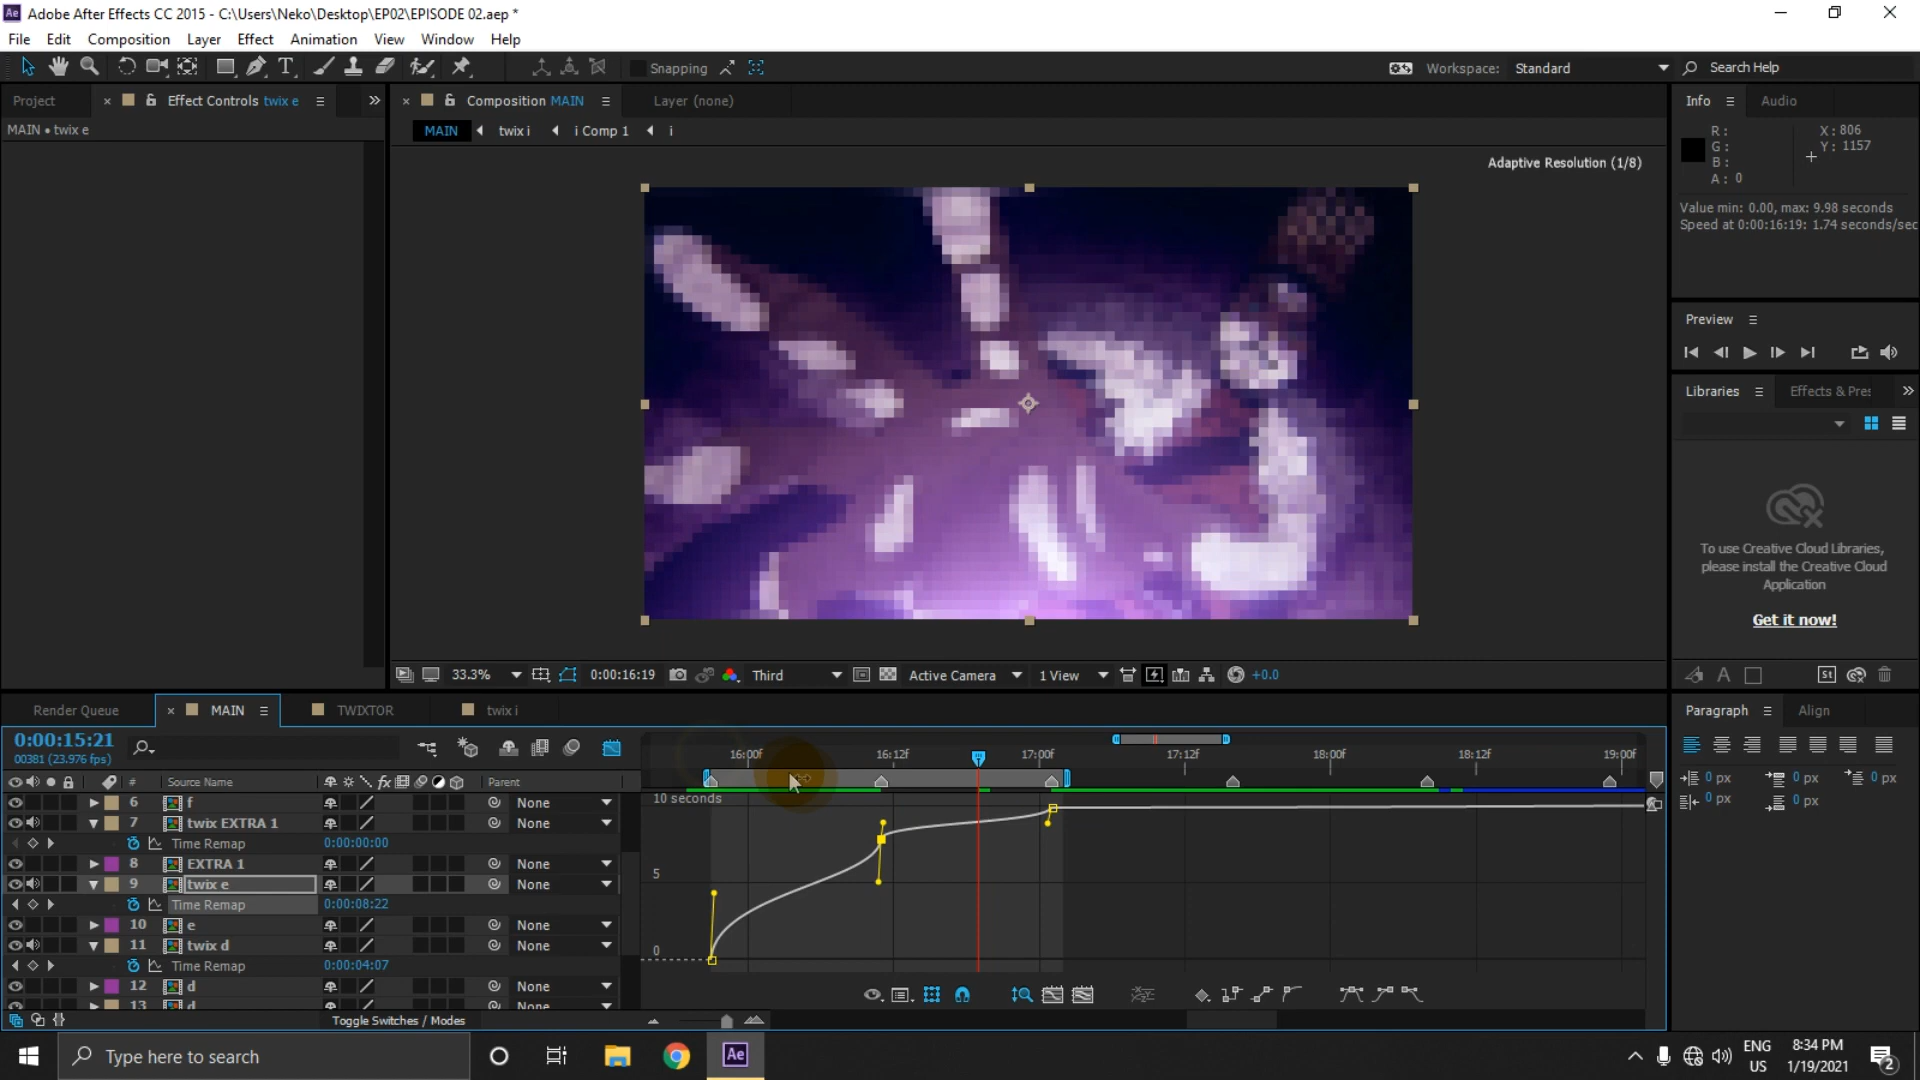 Adobe After Effects CC 2015 - C:\Users\Neko\Desktop\EP02\EPISODE 02.aep *
File Edit Composition Layer Effect Animation View Window Help
Snapping
Workspace: Standard
Search Help
Project
Effect Controls twix e
Composition MAIN
Layer (none)
Info
Audio
MAIN • twix e
MAIN
twix i
i Comp 1
i
R:
G:
B:
A: 0
X: 806
Y: 1157
Adaptive Resolution (1/8)
Value min: 0.00, max: 9.98 seconds
Speed at 0:00:16:19: 1.74 seconds/sec
Preview
Libraries
Effects & Pre
To use Creative Cloud Libraries,
please install the Creative Cloud
Application
Get it now!
33.3%
0:00:16:19
Third
Active Camera
1 View
+0.0
St
Render Queue
MAIN
TWIXTOR
twix i
Paragraph
Align
0:00:15:21
00381 (23.976 fps)
16:00f
16:12f
17:00f
17:12f
18:00f
18:12f
19:00f
# Source Name
fx
Parent
0 px 0 px 0 px
0 px 0 px
10 seconds
5
0
6 f None
7 twix EXTRA 1 None
Time Remap 0:00:00:00
8 EXTRA 1 None
9 twix e None
Time Remap 0:00:08:22
10 e None
11 twix d None
Time Remap 0:00:04:07
12 d None
13 d None
Toggle Switches / Modes
Type here to search
Ae
ENG
US
8:34 PM
1/19/2021
2